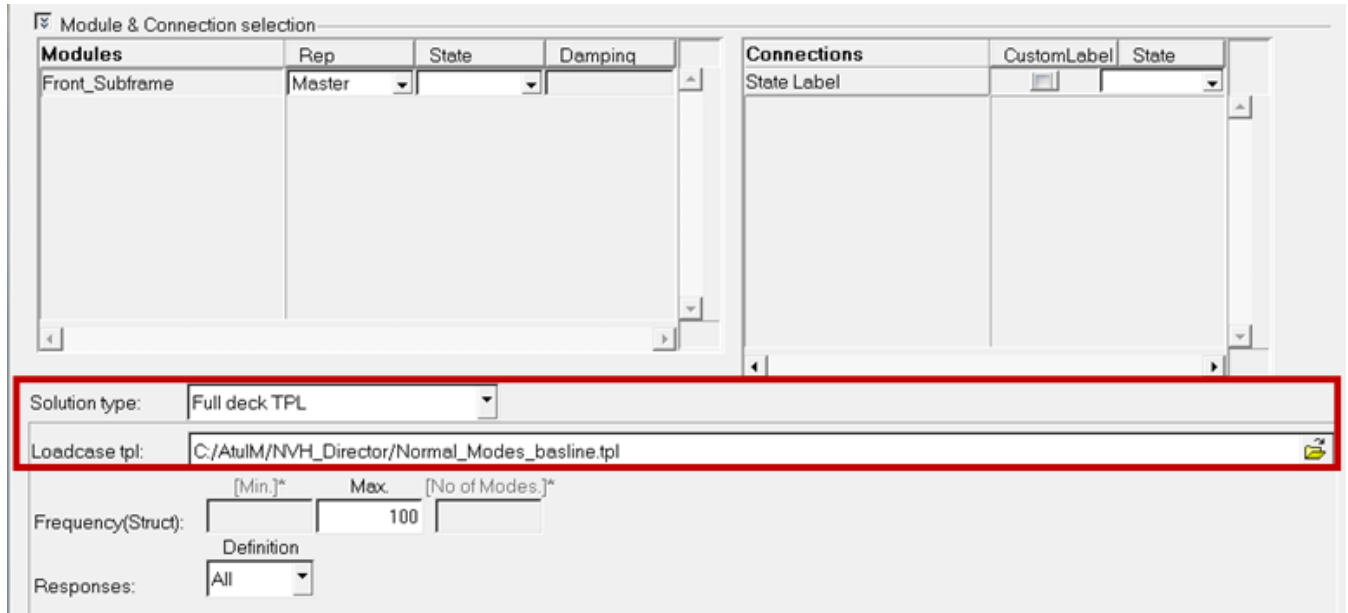 Module & Connection selection
Modules Rep State Damping
Front_Subframe Master
Connections CustomLabel State
State Label
Solution type: Full deck TPL
Loadcase tpl: C:/AtulM/NVH_Director/Normal_Modes_basline.tpl
[Min.]* Max. [No of Modes.]*
Frequency(Struct): 100
Definition
Responses: All